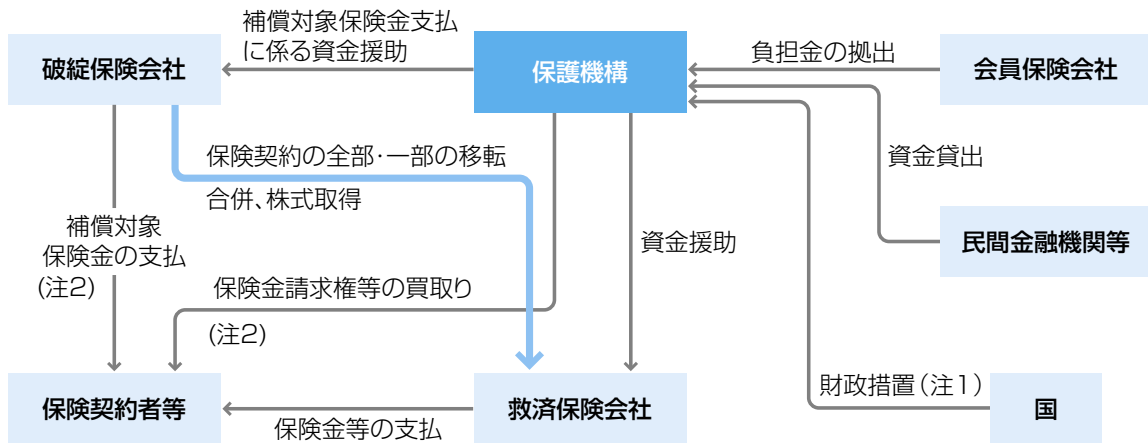 補償対象保険金支払
に係る資金援助
破綻保険会社
保護機構
負担金の拠出
会員保険会社
保険契約の全部・一部の移転
合併、株式取得
資金貸出
補償対象
保険金の支払
(注2)
資金援助
民間金融機関等
保険金請求権等の買取り
(注2)
財政措置(注1)
保険契約者等
保険金等の支払
救済保険会社
国